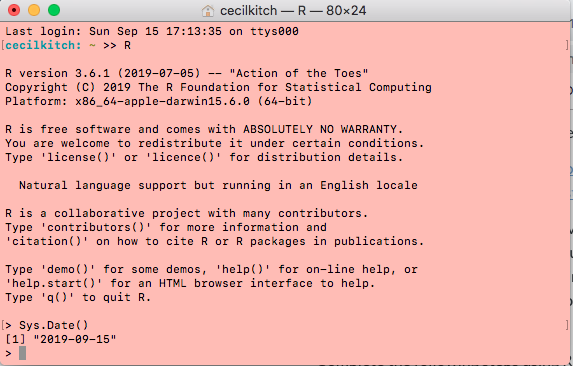 cecilkitch — R — 80×24
Last login: Sun Sep 15 17:13:35 on ttys000
[cecilkitch: ~ >> R ]
R version 3.6.1 (2019-07-05) -- "Action of the Toes"
Copyright (C) 2019 The R Foundation for Statistical Computing
Platform: x86_64-apple-darwin15.6.0 (64-bit)
R is free software and comes with ABSOLUTELY NO WARRANTY.
You are welcome to redistribute it under certain conditions.
Type 'license()' or 'licence()' for distribution details.
Natural language support but running in an English locale
R is a collaborative project with many contributors.
Type 'contributors()' for more information and
'citation()' on how to cite R or R packages in publications.
Type 'demo()' for some demos, 'help()' for on-line help, or
'help.start()' for an HTML browser interface to help.
Type 'q()' to quit R.
[> Sys.Date() ]
[1] "2019-09-15"
>